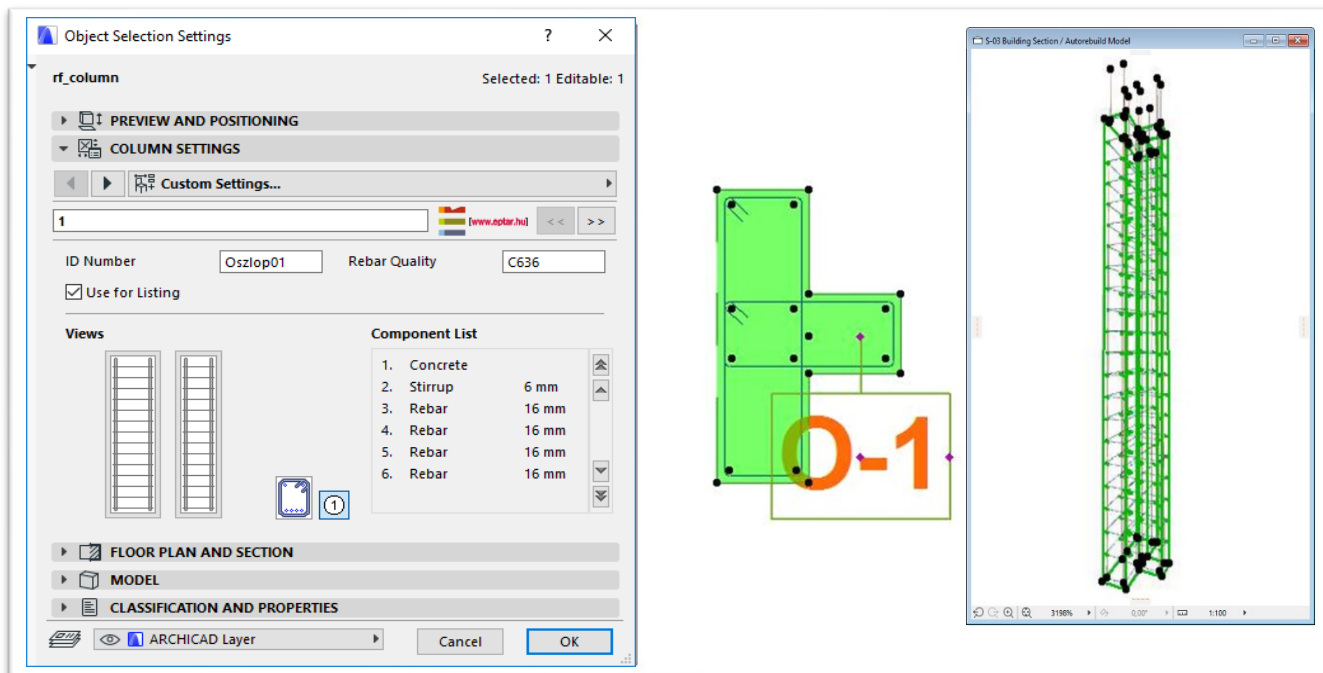 Object Selection Settings
rf_column
Selected: 1 Editable: 1
PREVIEW AND POSITIONING
COLUMN SETTINGS
Custom Settings...
1
[www.eptar.hu]
<<
>>
ID Number
Oszlop01
Rebar Quality
C636
Use for Listing
Views
Component List
1. Concrete
2. Stirrup 6 mm
3. Rebar 16 mm
4. Rebar 16 mm
5. Rebar 16 mm
6. Rebar 16 mm
1
FLOOR PLAN AND SECTION
MODEL
CLASSIFICATION AND PROPERTIES
ARCHICAD Layer
Cancel
OK
O-1
S-03 Building Section / Autorebuild Model
3198%
0,00°
1:100